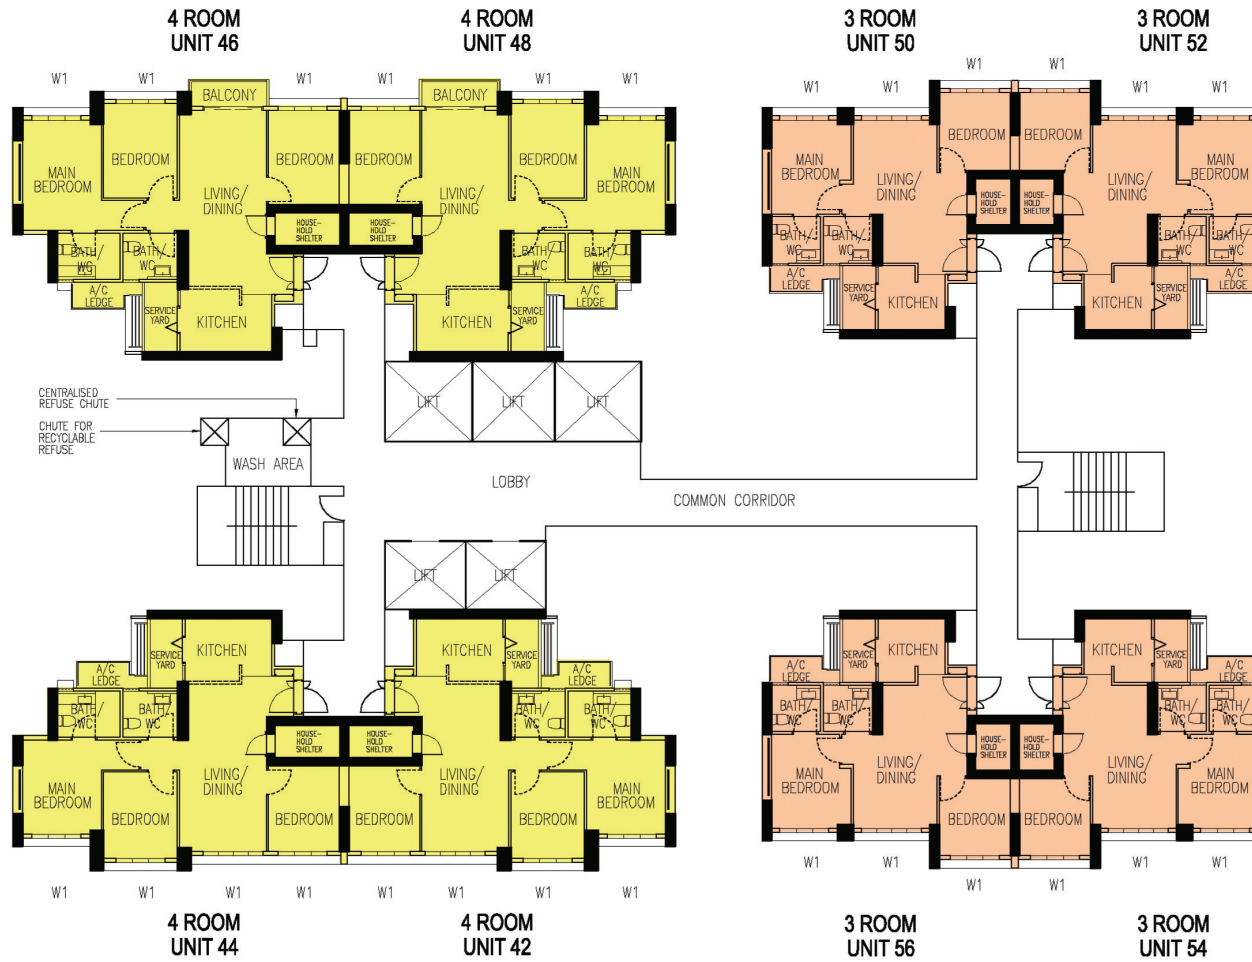 4 ROOM
UNIT 46
4 ROOM
UNIT 48
3 ROOM
UNIT 50
3 ROOM
UNIT 52
W1
W1
W1
W1
W1
W1
W1
W1
W1
W1
W1
W1
BALCONY
BALCONY
MAIN
BEDROOM
BEDROOM
LIVING/
DINING
BEDROOM
BEDROOM
LIVING/
DINING
BEDROOM
MAIN
BEDROOM
MAIN
BEDROOM
LIVING/
DINING
BEDROOM
BEDROOM
LIVING/
DINING
MAIN
BEDROOM
HOUSE-
HOLD
SHELTER
HOUSE-
HOLD
SHELTER
HOUSE-
HOLD
SHELTER
HOUSE-
HOLD
SHELTER
BATH/
WC
BATH/
WC
BATH/
WC
BATH/
WC
BATH/
WC
BATH/
WC
BATH/
WC
BATH/
WC
A/C
LEDGE
SERVICE
YARD
KITCHEN
KITCHEN
SERVICE
YARD
A/C
LEDGE
A/C
LEDGE
SERVICE
YARD
KITCHEN
KITCHEN
SERVICE
YARD
A/C
LEDGE
CENTRALISED
REFUSE CHUTE
CHUTE FOR
RECYCLABLE
REFUSE
WASH AREA
LIFT
LIFT
LIFT
LOBBY
COMMON CORRIDOR
LIFT
LIFT
A/C
LEDGE
SERVICE
YARD
KITCHEN
KITCHEN
SERVICE
YARD
A/C
LEDGE
A/C
LEDGE
SERVICE
YARD
KITCHEN
KITCHEN
SERVICE
YARD
A/C
LEDGE
BATH/
WC
BATH/
WC
BATH/
WC
BATH/
WC
BATH/
WC
BATH/
WC
BATH/
WC
BATH/
WC
HOUSE-
HOLD
SHELTER
HOUSE-
HOLD
SHELTER
HOUSE-
HOLD
SHELTER
HOUSE-
HOLD
SHELTER
MAIN
BEDROOM
BEDROOM
LIVING/
DINING
BEDROOM
BEDROOM
LIVING/
DINING
BEDROOM
MAIN
BEDROOM
MAIN
BEDROOM
LIVING/
DINING
BEDROOM
BEDROOM
LIVING/
DINING
MAIN
BEDROOM
W1
W1
W1
W1
W1
W1
W1
W1
W1
W1
W1
W1
W1
W1
4 ROOM
UNIT 44
4 ROOM
UNIT 42
3 ROOM
UNIT 56
3 ROOM
UNIT 54